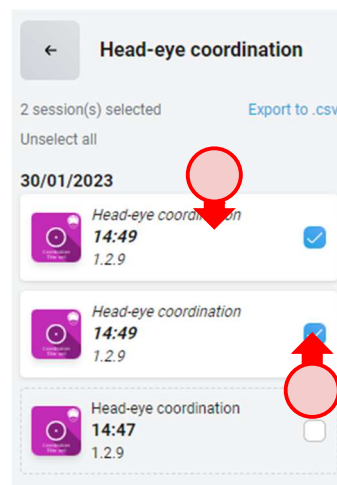 Head-eye coordination
2 session(s) selected
Export to .csv
Unselect all
30/01/2023
Head-eye coordination
14:49
1.2.9
Head-eye coordination
14:49
1.2.9
Head-eye coordination
14:47
1.2.9